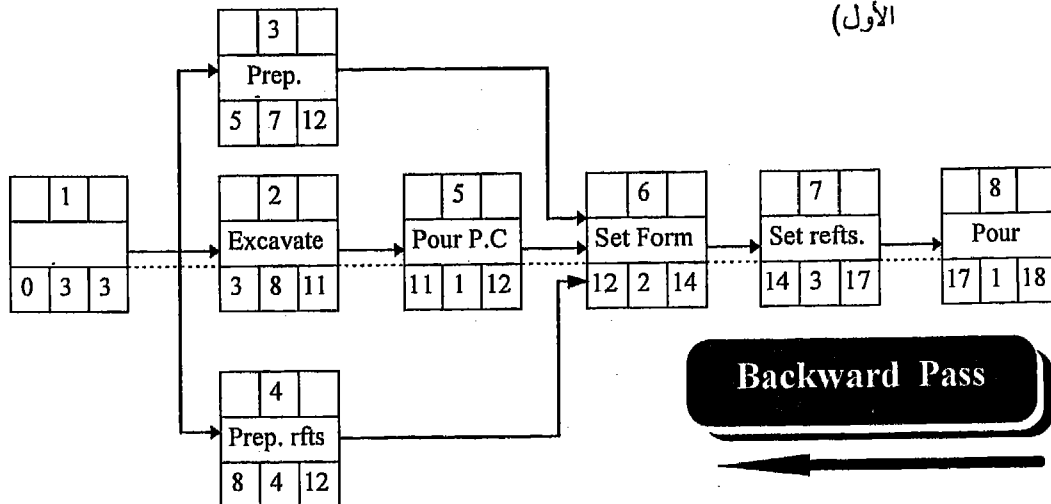 الأول)
3
Prep.
5 7 12
1
0 3 3
2
Excavate
3 8 11
5
Pour P.C
11 1 12
6
Set Form
12 2 14
7
Set refts.
14 3 17
8
Pour
17 1 18
4
Prep. rfts
8 4 12
Backward Pass